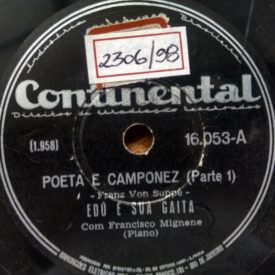 2306/98
Continental
(1.958)
16.053-A
POETA E CAMPONEZ (Parte 1)
- Franz Von Suppé -
EDÚ E SUA GAITA
Com Francisco Mignone
(Piano)